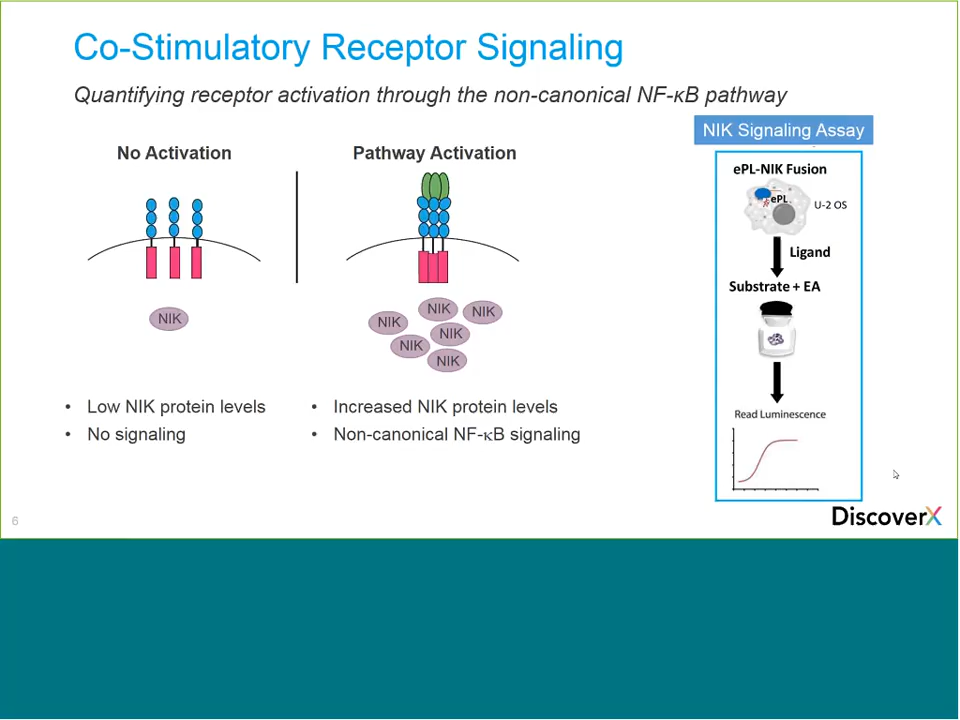 Co-Stimulatory Receptor Signaling
Quantifying receptor activation through the non-canonical NF-κB pathway
No Activation
Pathway Activation
NIK
NIK
NIK
NIK
NIK
NIK
NIK
• Low NIK protein levels
• No signaling
• Increased NIK protein levels
• Non-canonical NF-κB signaling
NIK Signaling Assay
ePL-NIK Fusion
ePL
U-2 OS
Ligand
Substrate + EA
Read Luminescence
6
DiscoverX